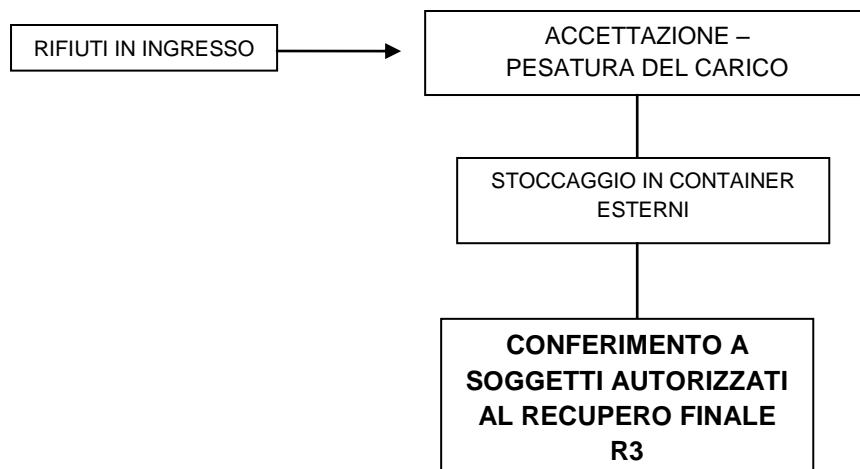 RIFIUTI IN INGRESSO
ACCETTAZIONE –
PESATURA DEL CARICO
STOCCAGGIO IN CONTAINER
ESTERNI
CONFERIMENTO A
SOGGETTI AUTORIZZATI
AL RECUPERO FINALE
R3